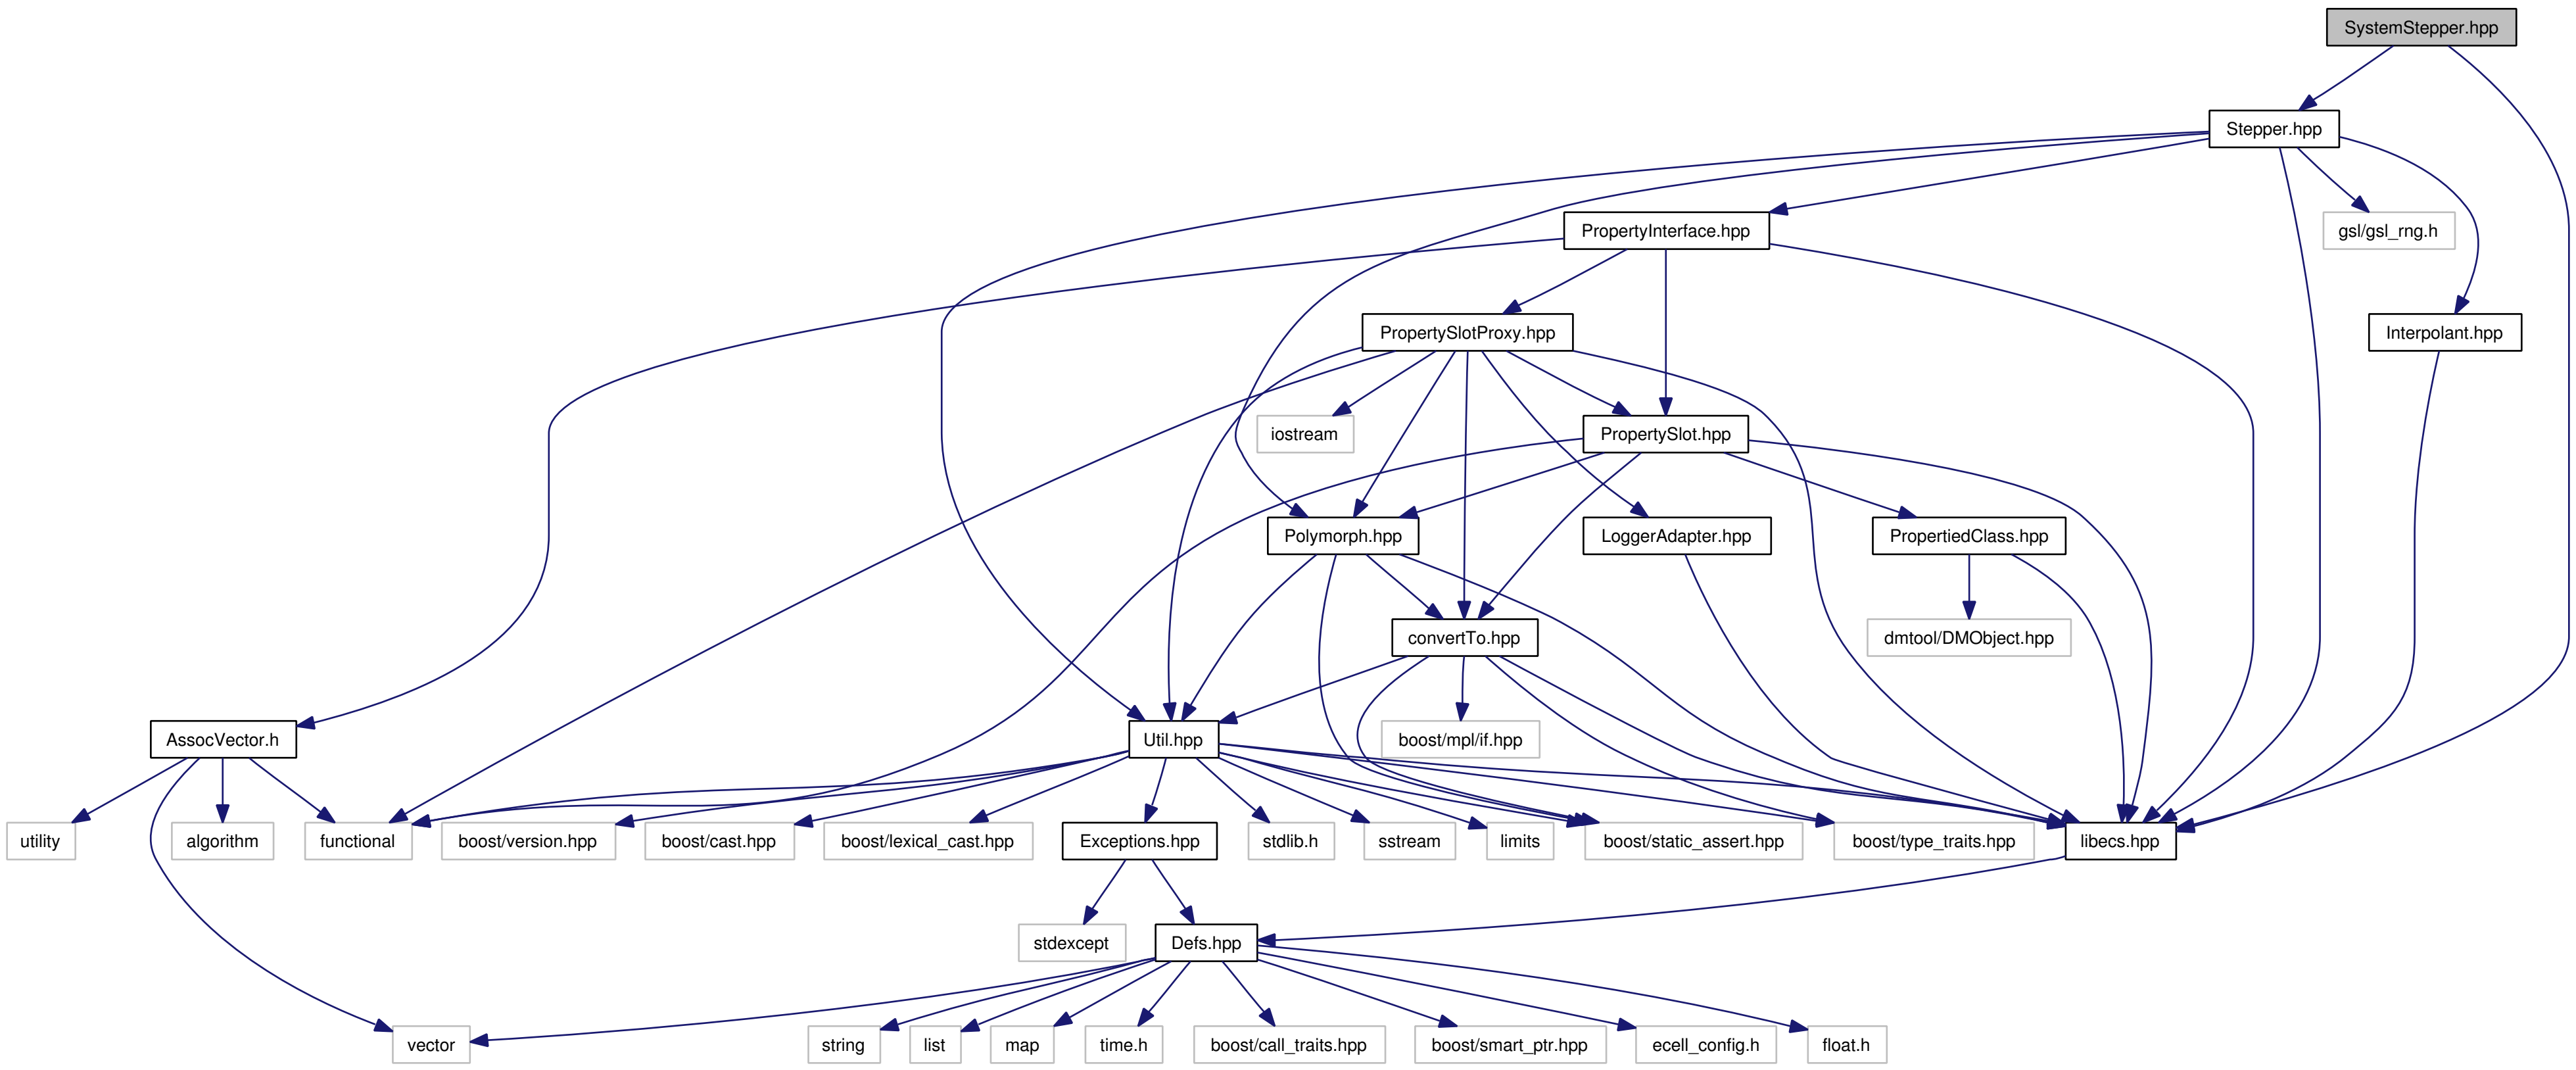 SystemStepper.hpp
Stepper.hpp
PropertyInterface.hpp
gsl/gsl_rng.h
PropertySlotProxy.hpp
Interpolant.hpp
iostream
PropertySlot.hpp
Polymorph.hpp
LoggerAdapter.hpp
PropertiedClass.hpp
convertTo.hpp
dmtool/DMObject.hpp
AssocVector.h
Util.hpp
boost/mpl/if.hpp
utility
algorithm
functional
boost/version.hpp
boost/cast.hpp
boost/lexical_cast.hpp
Exceptions.hpp
stdlib.h
sstream
limits
boost/static_assert.hpp
boost/type_traits.hpp
libecs.hpp
stdexcept
Defs.hpp
vector
string
list
map
time.h
boost/call_traits.hpp
boost/smart_ptr.hpp
ecell_config.h
float.h